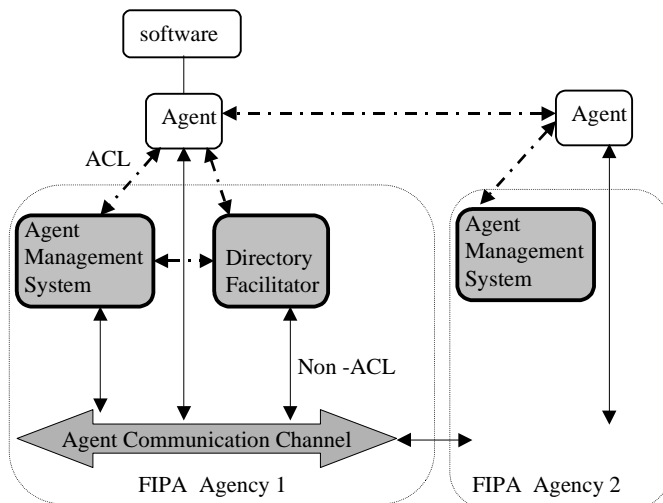 software
Agent
Agent
ACL
Agent
Management
System
Directory
Facilitator
Agent
Management
System
Non -ACL
Agent Communication Channel
FIPA Agency 1
FIPA Agency 2